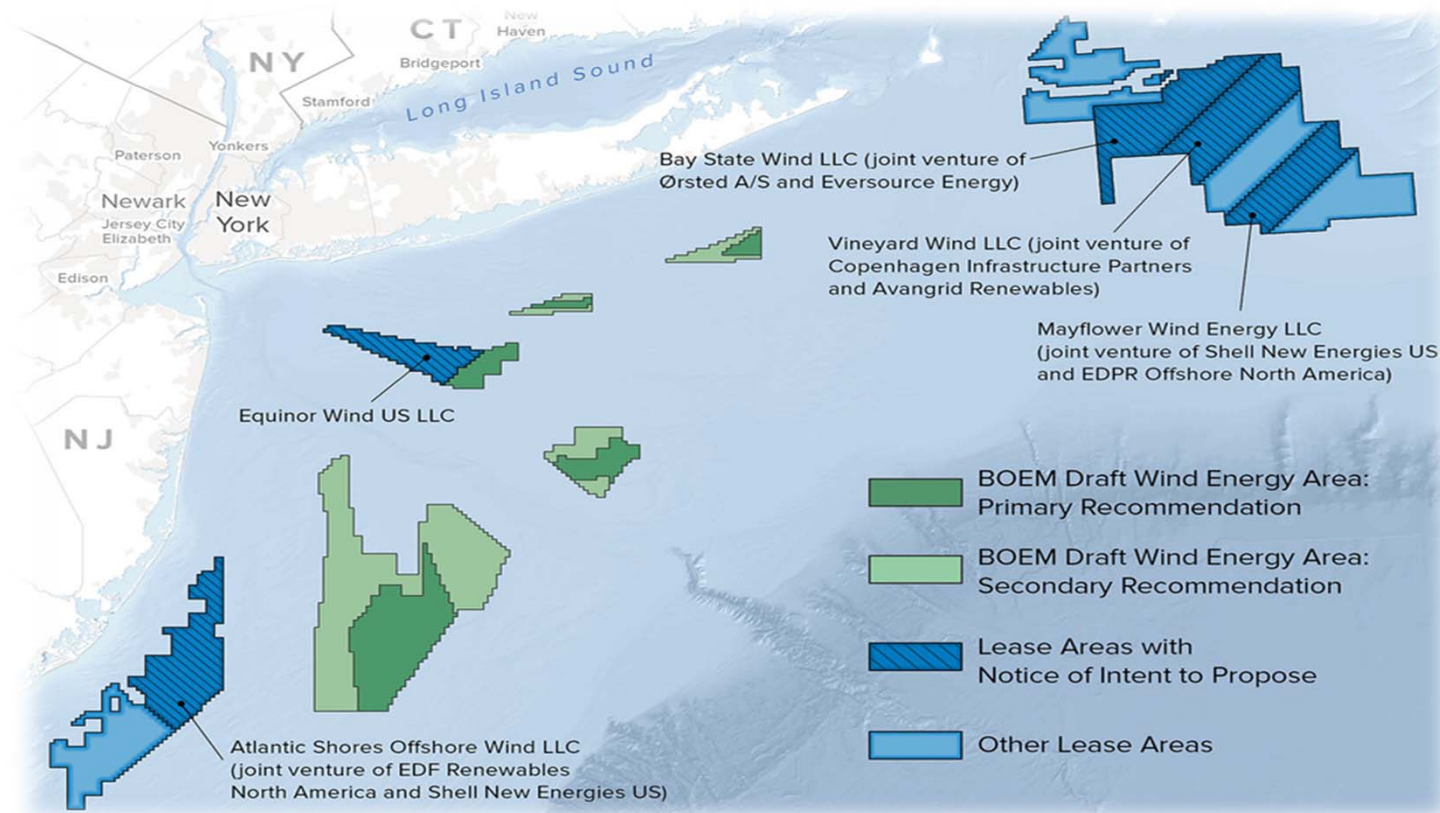 New
Haven
CT
NY
Bridgeport
Long Island Sound
Stamford
Yonkers
Paterson
Newark
New
York
Jersey City
Elizabeth
Edison
NJ
Bay State Wind LLC (joint venture of
Ørsted A/S and Eversource Energy)
Vineyard Wind LLC (joint venture of
Copenhagen Infrastructure Partners
and Avangrid Renewables)
Mayflower Wind Energy LLC
(joint venture of Shell New Energies US
and EDPR Offshore North America)
Equinor Wind US LLC
Atlantic Shores Offshore Wind LLC
(joint venture of EDF Renewables
North America and Shell New Energies US)
BOEM Draft Wind Energy Area:
Primary Recommendation
BOEM Draft Wind Energy Area:
Secondary Recommendation
Lease Areas with
Notice of Intent to Propose
Other Lease Areas